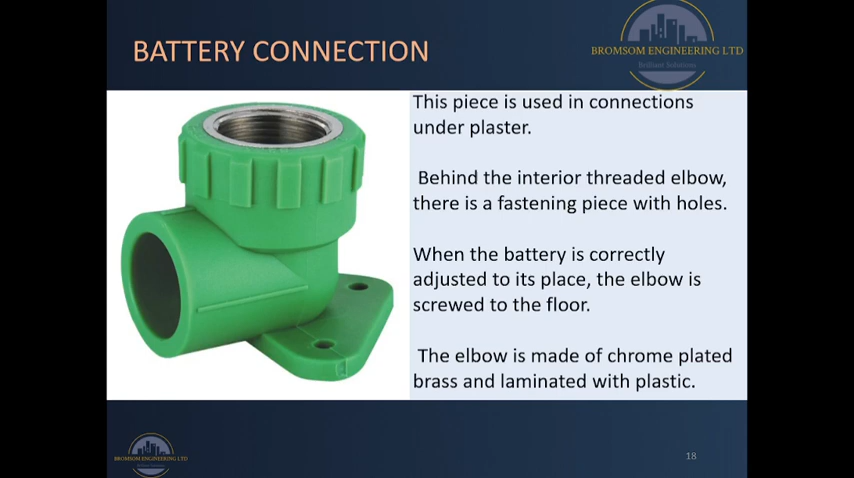 BATTERY CONNECTION
BROMSOM ENGINEERING LTD
Brilliant Solutions
This piece is used in connections
under plaster.
Behind the interior threaded elbow,
there is a fastening piece with holes.
When the battery is correctly
adjusted to its place, the elbow is
screwed to the floor.
The elbow is made of chrome plated
brass and laminated with plastic.
BROMSOM ENGINEERING LTD
Brilliant Solutions
18